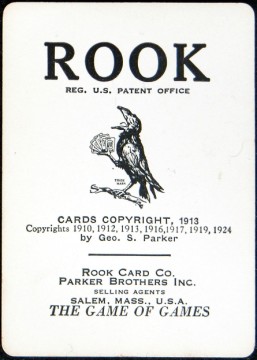 ROOK
REG. U.S. PATENT OFFICE
CARDS COPYRIGHT, 1913
Copyrights 1910, 1912, 1913, 1916,1917, 1919, 1924
by Geo. S. Parker
ROOK CARD CO.
PARKER BROTHERS INC.
SELLING AGENTS
SALEM, MASS., U.S.A.
THE GAME OF GAMES